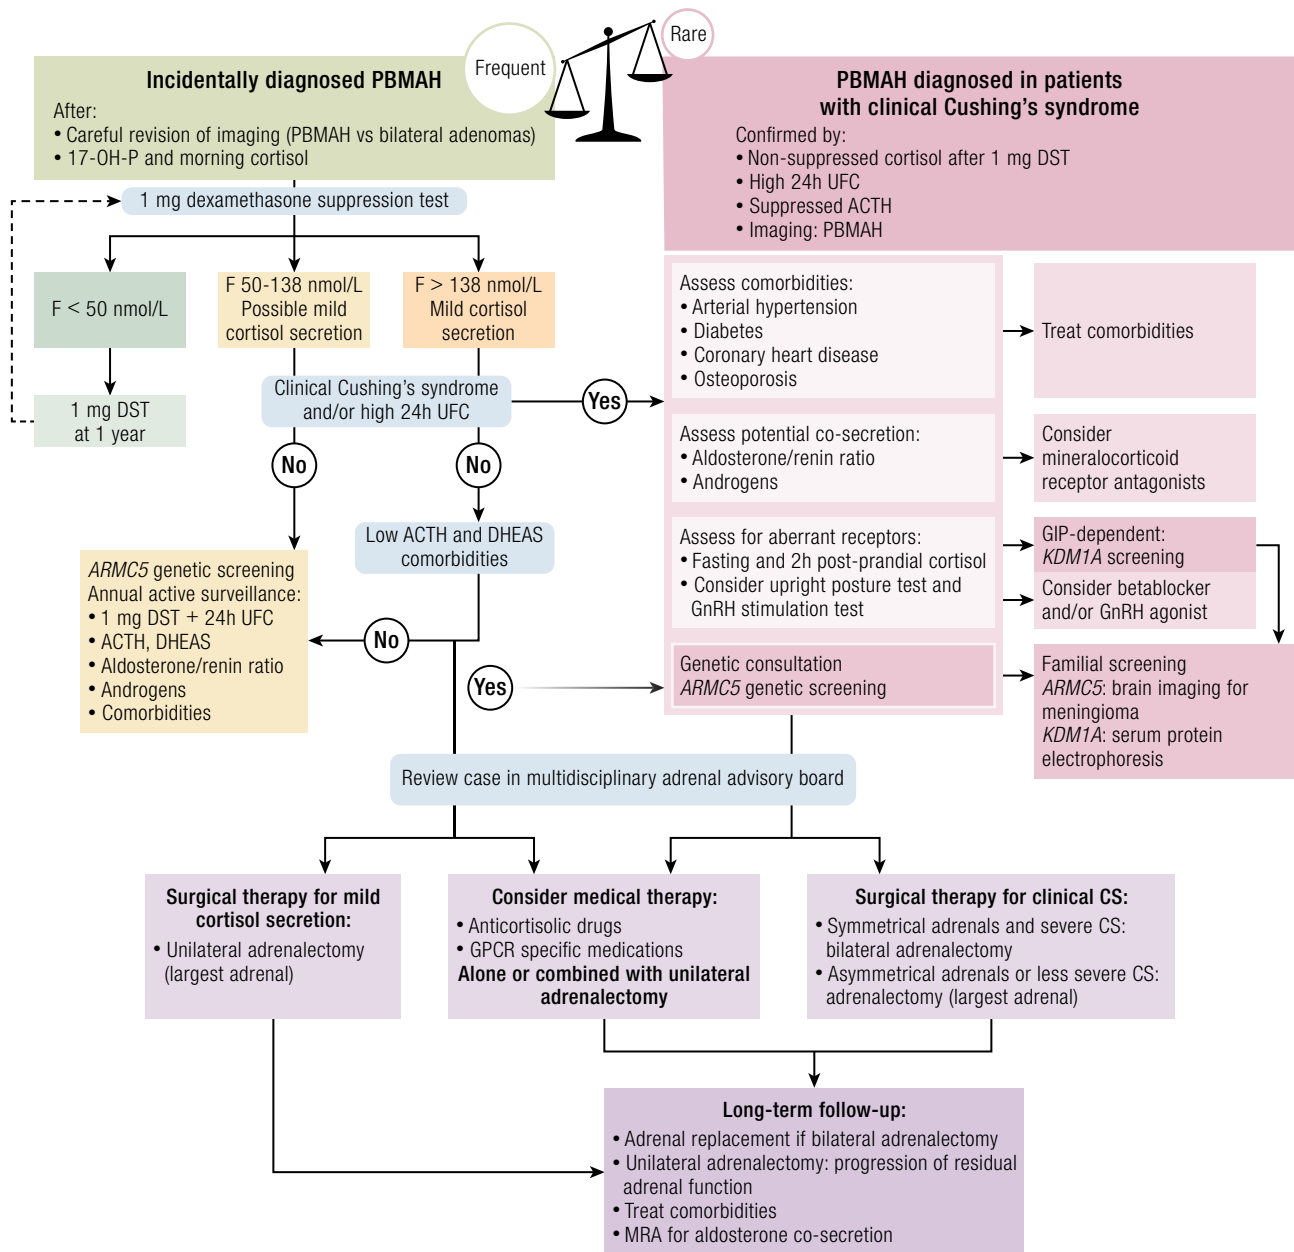 Frequent
Rare
Incidentally diagnosed PBMAH
After:
• Careful revision of imaging (PBMAH vs bilateral adenomas)
• 17-OH-P and morning cortisol
PBMAH diagnosed in patients
with clinical Cushing's syndrome
Confirmed by:
• Non-suppressed cortisol after 1 mg DST
• High 24h UFC
• Suppressed ACTH
• Imaging: PBMAH
1 mg dexamethasone suppression test
F < 50 nmol/L
F 50-138 nmol/L
Possible mild
cortisol secretion
F > 138 nmol/L
Mild cortisol
secretion
1 mg DST
at 1 year
Clinical Cushing's syndrome
and/or high 24h UFC
Yes
No
No
Low ACTH and DHEAS
comorbidities
ARMC5 genetic screening
Annual active surveillance:
• 1 mg DST + 24h UFC
• ACTH, DHEAS
• Aldosterone/renin ratio
• Androgens
• Comorbidities
No
Yes
Assess comorbidities:
• Arterial hypertension
• Diabetes
• Coronary heart disease
• Osteoporosis
Treat comorbidities
Assess potential co-secretion:
• Aldosterone/renin ratio
• Androgens
Consider
mineralocorticoid
receptor antagonists
Assess for aberrant receptors:
• Fasting and 2h post-prandial cortisol
• Consider upright posture test and
GnRH stimulation test
GIP-dependent:
KDM1A screening
Consider betablocker
and/or GnRH agonist
Genetic consultation
ARMC5 genetic screening
Familial screening
ARMC5: brain imaging for
meningioma
KDM1A: serum protein
electrophoresis
Review case in multidisciplinary adrenal advisory board
Surgical therapy for mild
cortisol secretion:
• Unilateral adrenalectomy
(largest adrenal)
Consider medical therapy:
• Anticortisolic drugs
• GPCR specific medications
Alone or combined with unilateral
adrenalectomy
Surgical therapy for clinical CS:
• Symmetrical adrenals and severe CS:
bilateral adrenalectomy
• Asymmetrical adrenals or less severe CS:
adrenalectomy (largest adrenal)
Long-term follow-up:
• Adrenal replacement if bilateral adrenalectomy
• Unilateral adrenalectomy: progression of residual
adrenal function
• Treat comorbidities
• MRA for aldosterone co-secretion